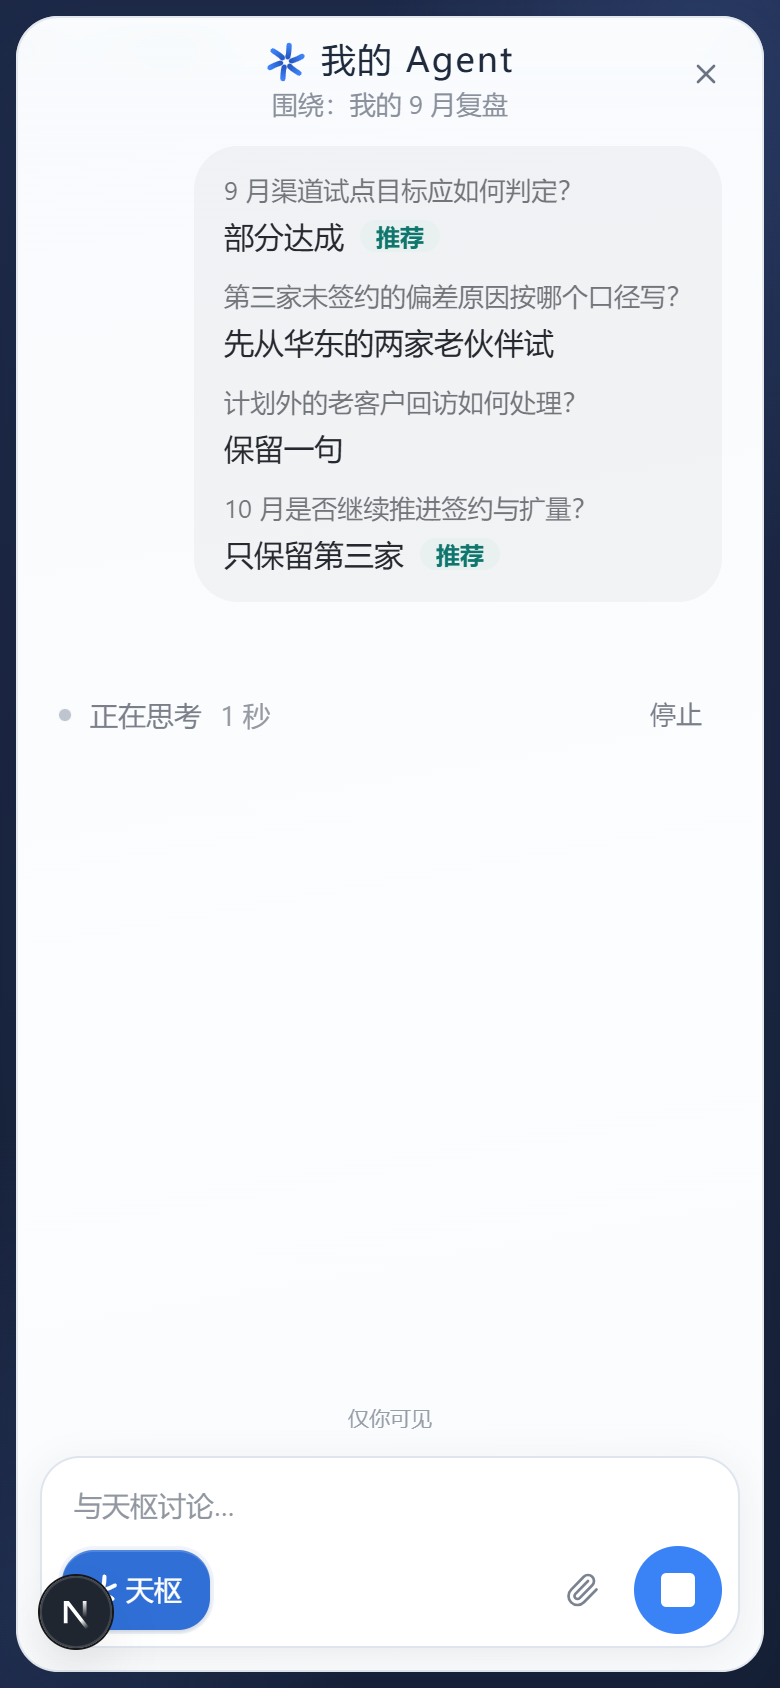 我的 Agent
围绕：我的 9 月复盘
9 月渠道试点目标应如何判定？
部分达成 推荐
第三家未签约的偏差原因按哪个口径写？
先从华东的两家老伙伴试
计划外的老客户回访如何处理？
保留一句
10 月是否继续推进签约与扩量？
只保留第三家 推荐
正在思考 1 秒 停止
仅你可见
与天枢讨论...
N 天枢